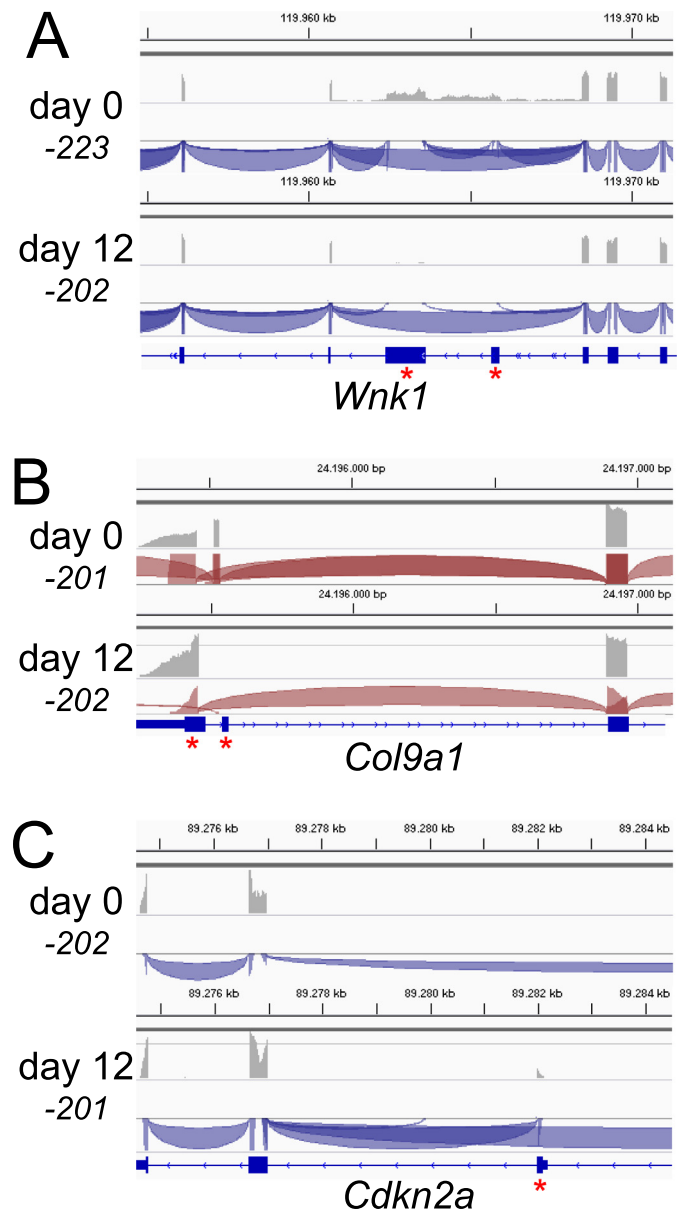 A
119.960 kb 119.970 kb
day 0
-223
119.960 kb 119.970 kb
day 12
-202
* *
Wnk1
B
24.196.000 bp 24.197.000 bp
day 0
-201
24.196.000 bp 24.197.000 bp
day 12
-202
* *
Col9a1
C
89.276 kb 89.278 kb 89.280 kb 89.282 kb 89.284 kb
day 0
-202
89.276 kb 89.278 kb 89.280 kb 89.282 kb 89.284 kb
day 12
-201
*
Cdkn2a